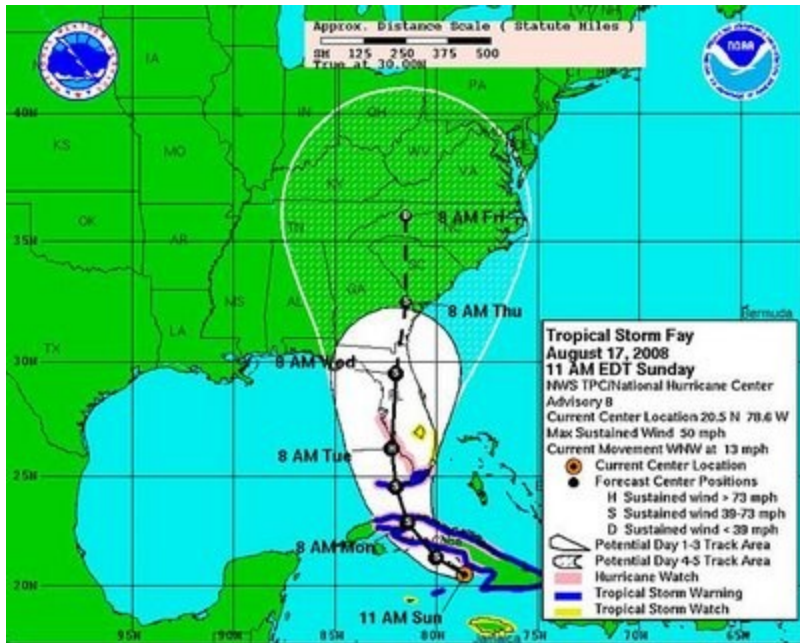 Approx. Distance Scale ( Statute Miles )
SM 125 250 375 500
True at 30.00N
NOAA
IA
PA
40N
IN
OH
KS
MO
WV
DE
VA
KY
OK
TN
8 AM Fri
35N
AR
SC
MS
AL
GA
8 AM Thu
LA
Bermuda
TX
30N
8 AM Wed
FL
8 AM Tue
25N
8 AM Mon
20N
11 AM Sun
Jamaica
95W
90W
85W
80W
75W
70W
65W
Tropical Storm Fay
August 17, 2008
11 AM EDT Sunday
NWS TPC/National Hurricane Center
Advisory 8
Current Center Location 20.5 N 78.6 W
Max Sustained Wind 50 mph
Current Movement WNW at 13 mph
Current Center Location
Forecast Center Positions
H Sustained wind > 73 mph
S Sustained wind 39-73 mph
D Sustained wind < 39 mph
Potential Day 1-3 Track Area
Potential Day 4-5 Track Area
Hurricane Watch
Tropical Storm Warning
Tropical Storm Watch